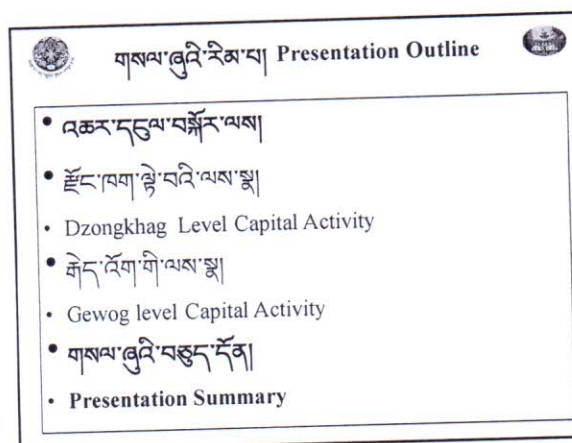 གསལ་ཞུའི་རིམ་པ། Presentation Outline
• འཆར་དངུལ་བསྐོར་ལས།
• རྫོང་ཁག་ལྟེ་བའི་ལས་སྣ།
• Dzongkhag Level Capital Activity
• རྒེད་འོག་གི་ལས་སྣ།
• Gewog level Capital Activity
• གསལ་ཞུའི་བཅུད་དོན།
• Presentation Summary